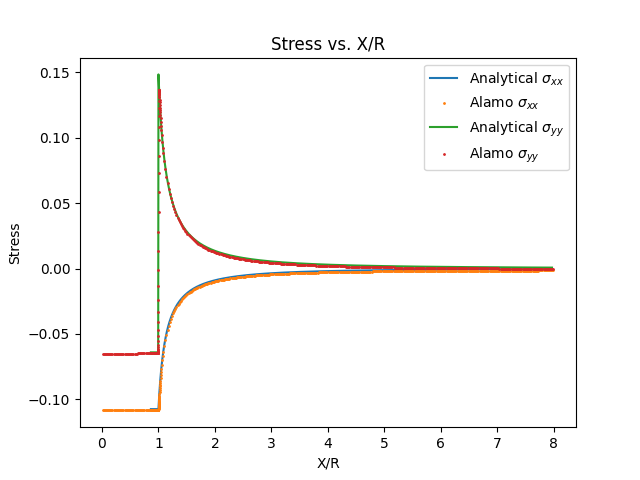 Stress vs. X/R
Analytical σxx
Alamo σxx
Analytical σyy
Alamo σyy
Stress
0.15
0.10
0.05
0.00
−0.05
−0.10
0 1 2 3 4 5 6 7 8
X/R